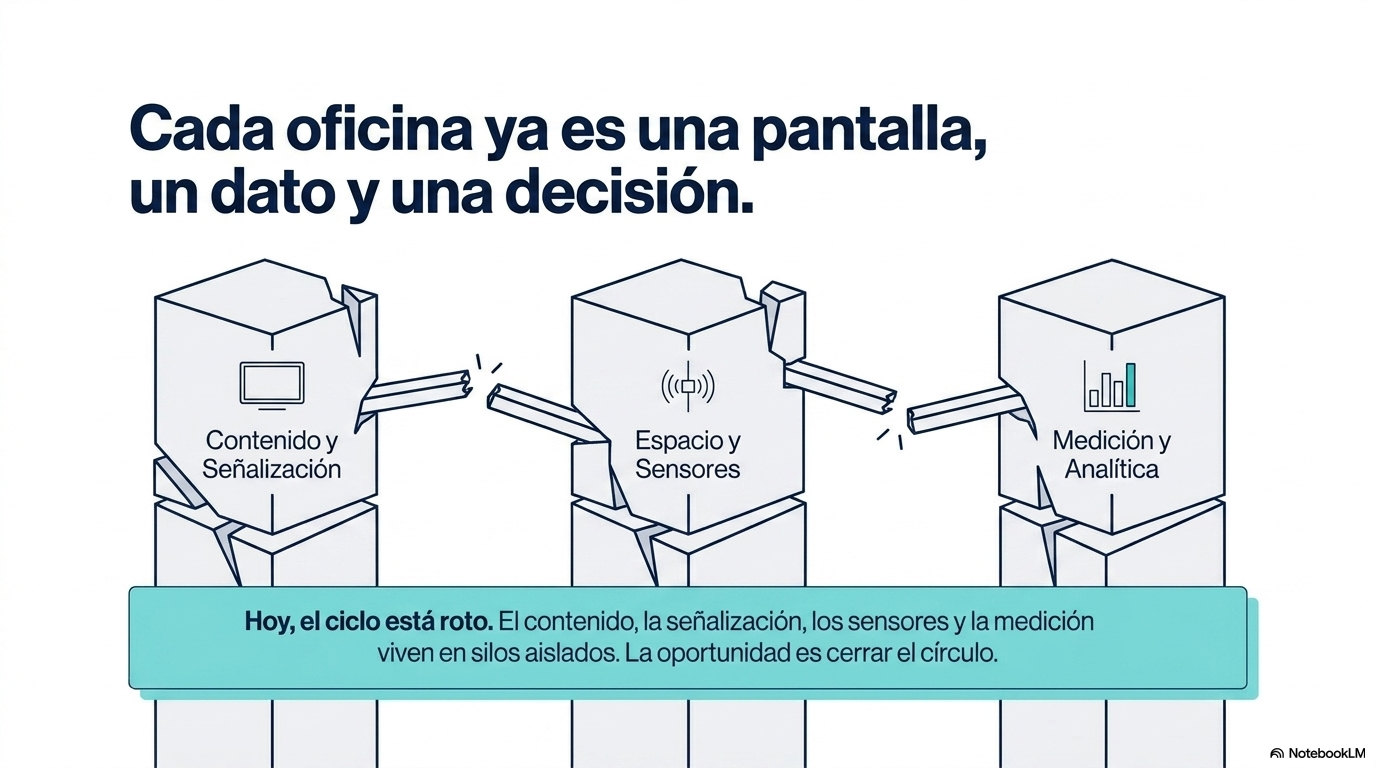 Cada oficina ya es una pantalla,
un dato y una decisión.
Contenido y
Señalización
Espacio y
Sensores
Medición y
Analítica
Hoy, el ciclo está roto. El contenido, la señalización, los sensores y la medición
viven en silos aislados. La oportunidad es cerrar el círculo.
NotebookLM